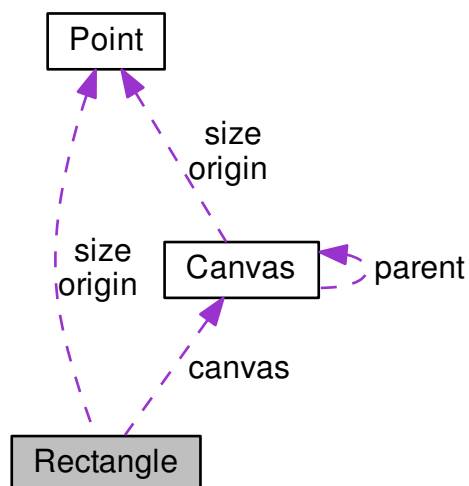 Point
size
origin
Canvas
parent
size
origin
canvas
Rectangle